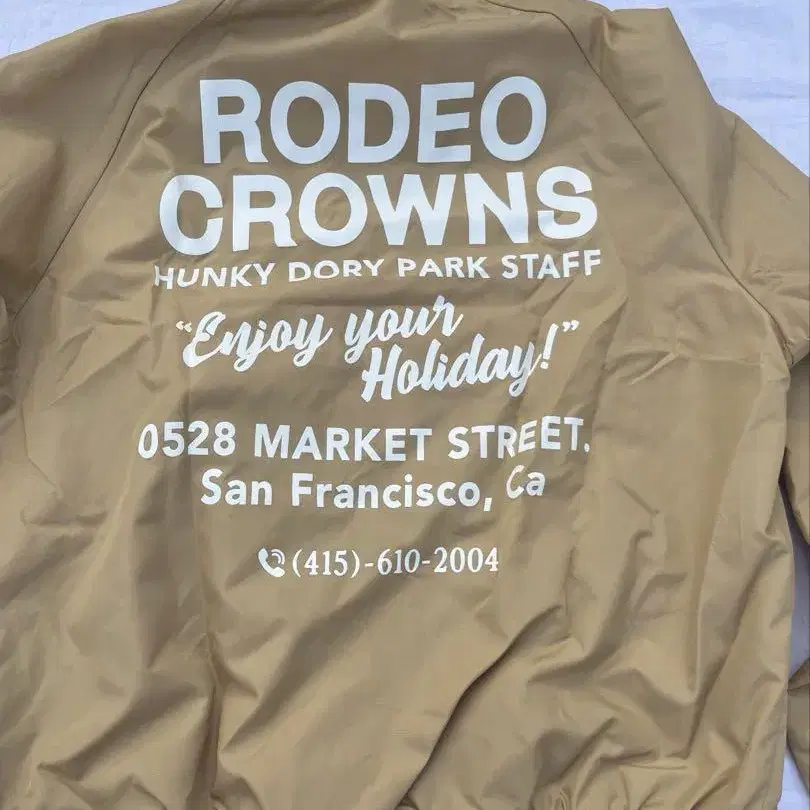 RODEO
CROWNS
HUNKY DORY PARK STAFF
“Enjoy your
Holiday!”
0528 MARKET STREET.
San Francisco, Ca
(415)-610-2004